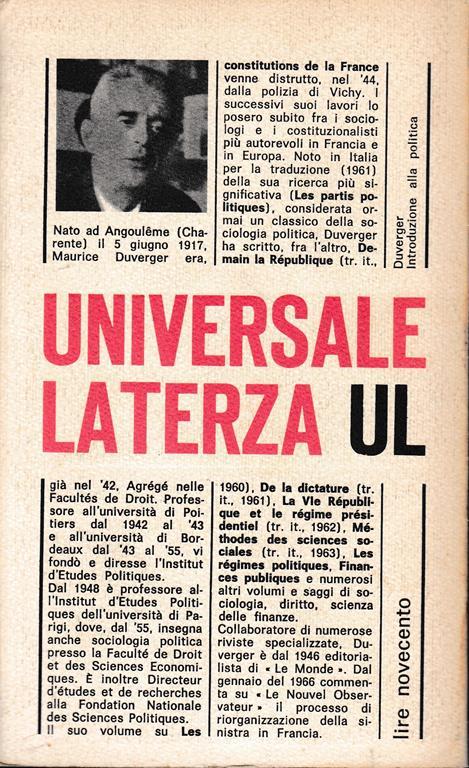 UNIVERSALE
LATERZA UL
Nato ad Angoulême (Cha-
rente) il 5 giugno 1917,
Maurice Duverger era,
già nel '42, Agrégé nelle
Facultés de Droit. Profes-
sore all'università di Poi-
tiers dal 1942 al '43
e all'università di Bor-
deaux dal '43 al '55, vi
fondò e diresse l'Institut
d'Etudes Politiques.
Dal 1948 è professore al-
l'Institut d'Etudes Politi-
ques dell'università di Pa-
rigi, dove, dal '55, insegna
anche sociologia politica
presso la Faculté de Droit
et des Sciences Economi-
ques. È inoltre Directeur
d'études et de recherches
alla Fondation Nationale
des Sciences Politiques.
Il suo volume su Les
constitutions de la France
venne distrutto, nel '44,
dalla polizia di Vichy. I
successivi suoi lavori lo
posero subito fra i socio-
logi e i costituzionalisti
più autorevoli in Francia e
in Europa. Noto in Italia
per la traduzione (1961)
della sua ricerca più si-
gnificativa (Les partis po-
litiques), considerata or-
mai un classico della so-
ciologia politica, Duverger
ha scritto, fra l'altro, De-
main la République (tr. it.,
1960), De la dictature (tr.
it., 1961), La VIe Républi-
que et le régime prési-
dentiel (tr. it., 1962), Mé-
thodes des sciences so-
ciales (tr. it., 1963), Les
régimes politiques, Finan-
ces publiques e numerosi
altri volumi e saggi di so-
ciologia, diritto, scienza
delle finanze.
Collaboratore di numerose
riviste specializzate, Du-
verger è dal 1946 editoria-
lista di « Le Monde ». Dal
gennaio del 1966 commen-
ta su « Le Nouvel Obser-
vateur » il processo di
riorganizzazione della si-
nistra in Francia.
Duverger
Introduzione alla politica
lire novecento